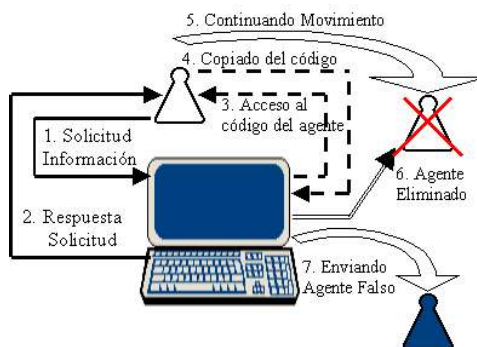 5. Continuando Movimiento
4. Copiado del código
3. Acceso al
código del agente
1. Solicitud
Información
6. Agente
Eliminado
2. Respuesta
Solicitud
7. Enviando
Agente Falso